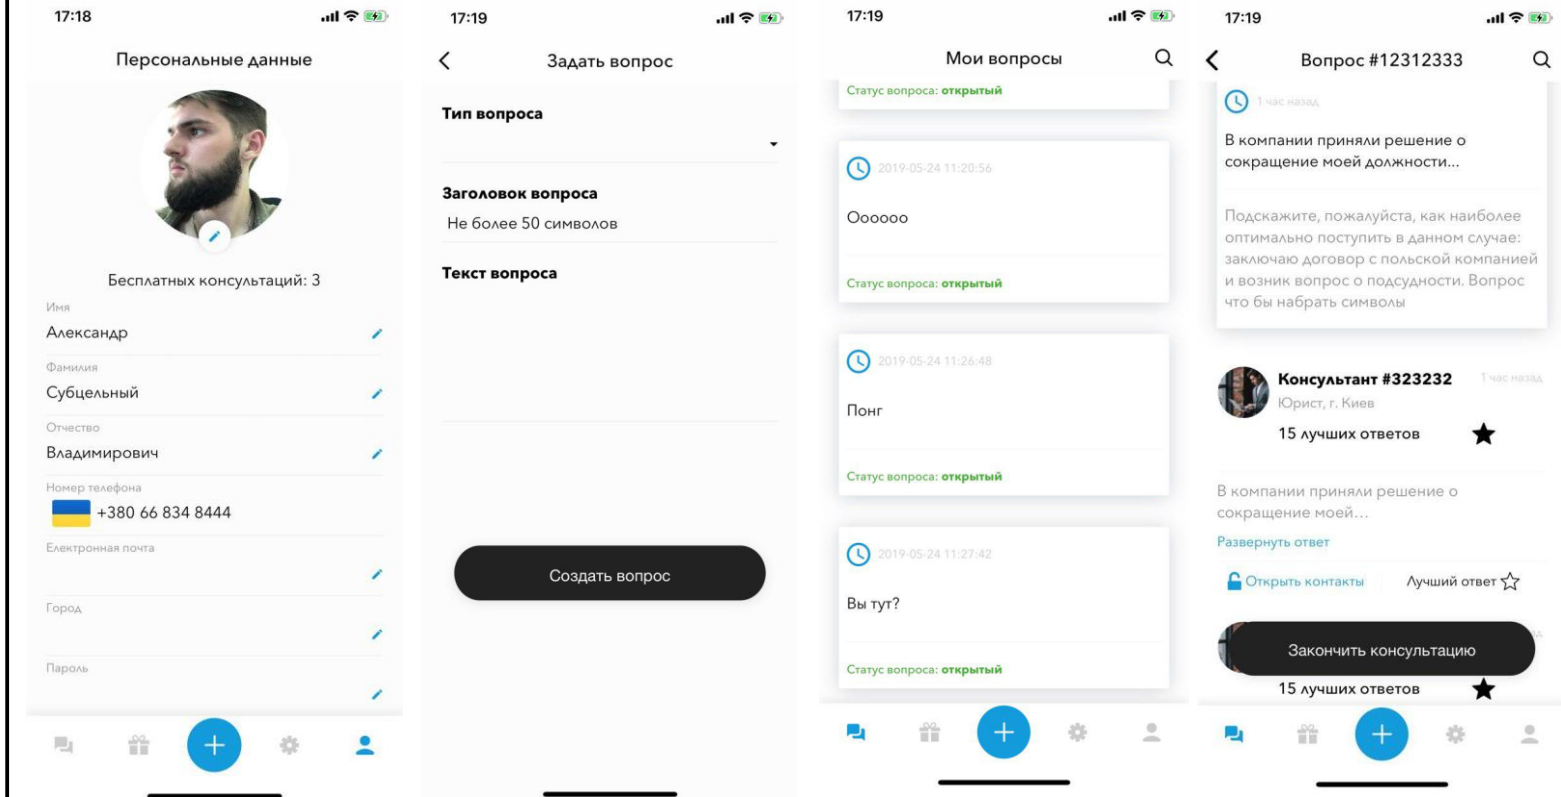 17:18
Персональные данные
Бесплатных консультаций: 3
Имя
Александр
Фамилия
Субцельный
Отчество
Владимирович
Номер телефона
+380 66 834 8444
Електронная почта
Город
Пароль
17:19
Задать вопрос
Тип вопроса
Заголовок вопроса
Не более 50 символов
Текст вопроса
Создать вопрос
17:19
Мои вопросы
Статус вопроса: открытый
2019-05-24 11:20:56
Оооооо
Статус вопроса: открытый
2019-05-24 11:26:48
Понг
Статус вопроса: открытый
2019-05-24 11:27:42
Вы тут?
Статус вопроса: открытый
17:19
Вопрос #12312333
1 час назад
В компании приняли решение о
сокращение моей должности...
Подскажите, пожалуйста, как наиболее
оптимально поступить в данном случае:
заключаю договор с польской компанией
и возник вопрос о подсудности. Вопрос
что бы набрать символы
Консультант #323232
1 час назад
Юрист, г. Киев
15 лучших ответов
В компании приняли решение о
сокращение моей...
Развернуть ответ
Открыть контакты
Лучший ответ
Закончить консультацию
15 лучших ответов